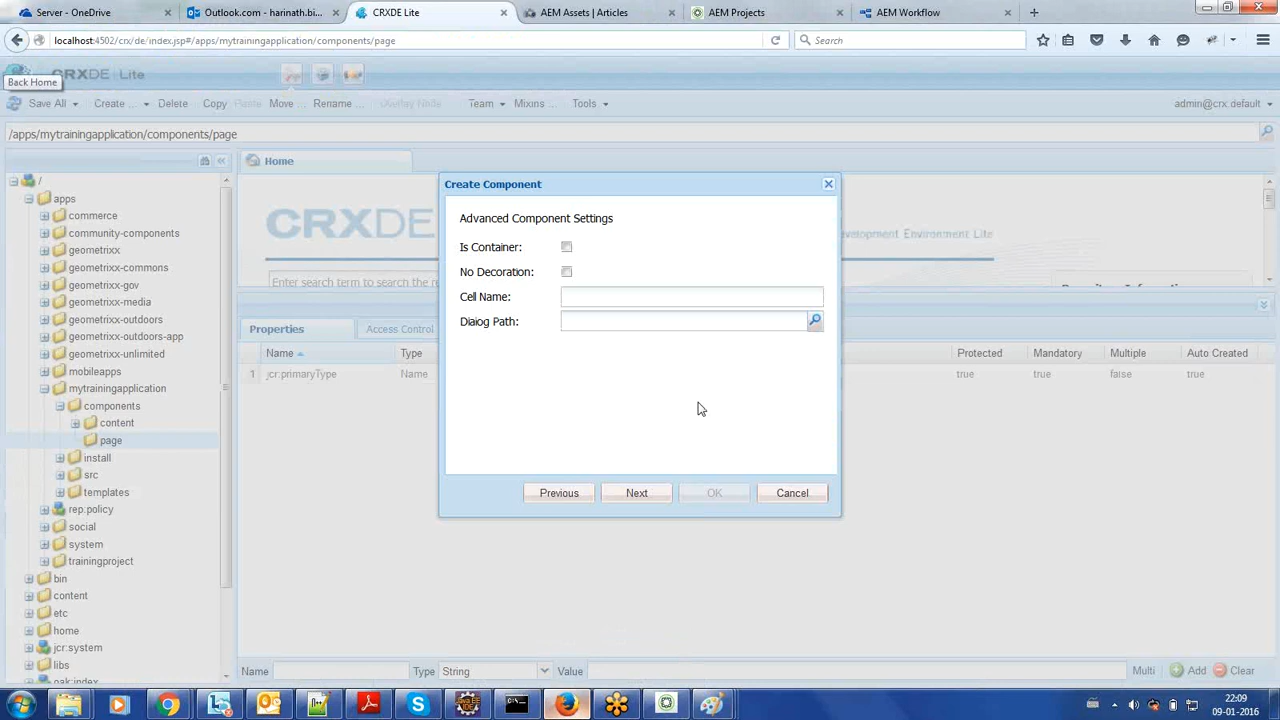 Server - OneDrive
Outlook.com - harinath.bi...
CRXDE Lite
AEM Assets | Articles
AEM Projects
AEM Workflow
localhost:4502/crx/de/index.jsp#/apps/mytrainingapplication/components/page
Search
CRXDE Lite
Back Home
Save All
Create ...
Delete
Copy
Paste
Move ...
Rename ...
Overlay Node
Team
Mixins ...
Tools
admin@crx.default
/apps/mytrainingapplication/components/page
Home
/
apps
commerce
community-components
geometrixx
geometrixx-commons
geometrixx-gov
geometrixx-media
geometrixx-outdoors
geometrixx-outdoors-app
geometrixx-unlimited
mobileapps
mytrainingapplication
components
content
page
install
src
templates
rep:policy
social
system
trainingproject
bin
content
etc
home
jcr:system
libs
oak:index
CRXDE
Development Environment Lite
Enter search term to search the re
Create Component
Advanced Component Settings
Is Container:
No Decoration:
Cell Name:
Dialog Path:
Previous
Next
OK
Cancel
Properties
Access Control
Name
Type
Protected
Mandatory
Multiple
Auto Created
1
jcr:primaryType
Name
true
true
false
true
Name
Type
String
Value
Multi
Add
Clear
22:09
09-01-2016